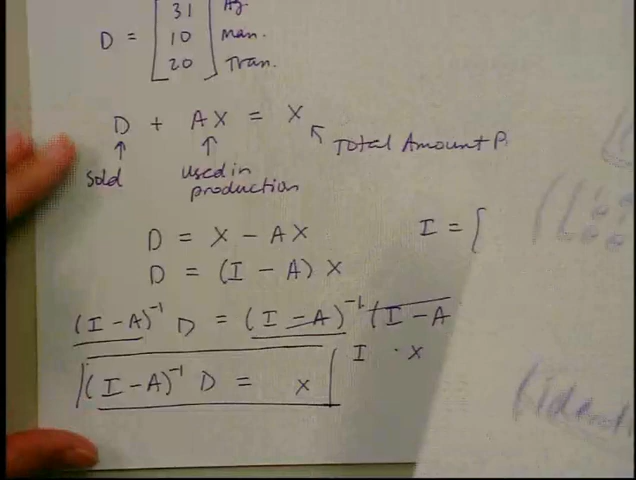 31 Ag.
D = 10 Man.
20 Tran.
D + AX = X
Total Amount P
sold used in
production
D = X - AX I = [
D = (I - A) X
(I - A)⁻¹ D = (I - A)⁻¹ (I - A
I · X
(I - A)⁻¹ D = X